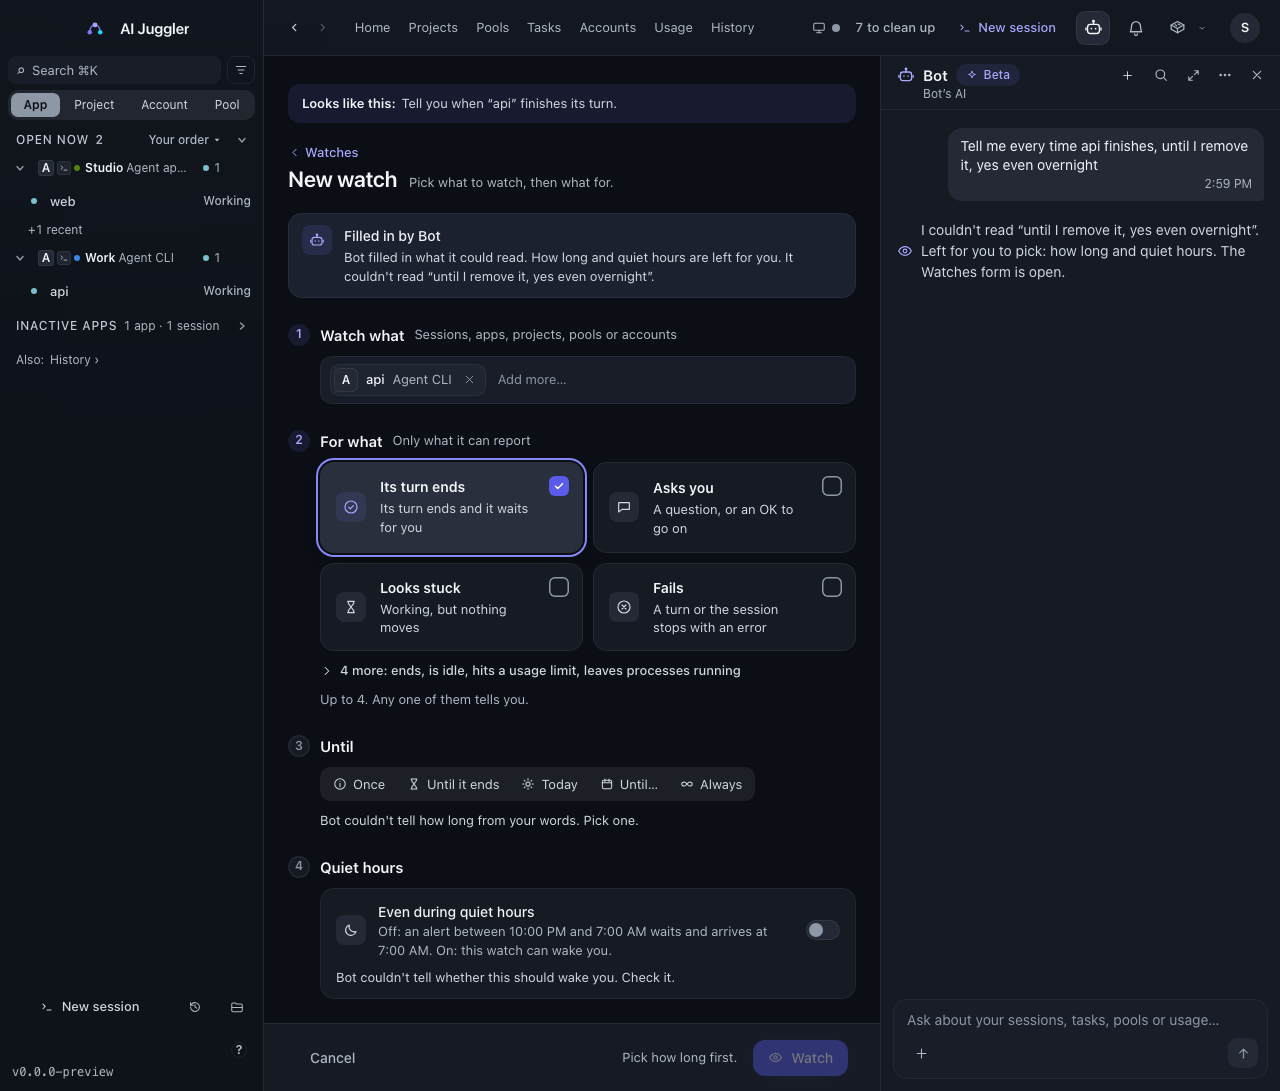 AI Juggler
Search ⌘K
App Project Account Pool
OPEN NOW 2 Your order
A Studio Agent ap... 1
web Working
+1 recent
A Work Agent CLI 1
api Working
INACTIVE APPS 1 app · 1 session
Also: History ›
New session
?
v0.0.0-preview
Home Projects Pools Tasks Accounts Usage History
7 to clean up
New session
S
Looks like this: Tell you when “api” finishes its turn.
Watches
New watch Pick what to watch, then what for.
Filled in by Bot
Bot filled in what it could read. How long and quiet hours are left for you. It
couldn't read “until I remove it, yes even overnight”.
1 Watch what Sessions, apps, projects, pools or accounts
A api Agent CLI Add more...
2 For what Only what it can report
Its turn ends
Its turn ends and it waits
for you
Asks you
A question, or an OK to
go on
Looks stuck
Working, but nothing
moves
Fails
A turn or the session
stops with an error
4 more: ends, is idle, hits a usage limit, leaves processes running
Up to 4. Any one of them tells you.
3 Until
Once Until it ends Today Until... Always
Bot couldn't tell how long from your words. Pick one.
4 Quiet hours
Even during quiet hours
Off: an alert between 10:00 PM and 7:00 AM waits and arrives at
7:00 AM. On: this watch can wake you.
Bot couldn't tell whether this should wake you. Check it.
Cancel Pick how long first. Watch
Bot Beta
Bot's AI
Tell me every time api finishes, until I remove
it, yes even overnight
2:59 PM
I couldn't read “until I remove it, yes even overnight”.
Left for you to pick: how long and quiet hours. The
Watches form is open.
Ask about your sessions, tasks, pools or usage...